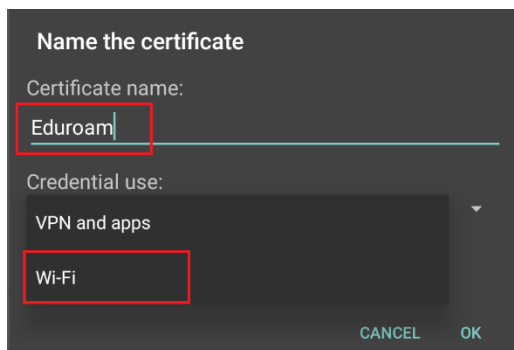 Name the certificate
Certificate name:
Eduroam
Credential use:
VPN and apps
Wi-Fi
CANCEL OK